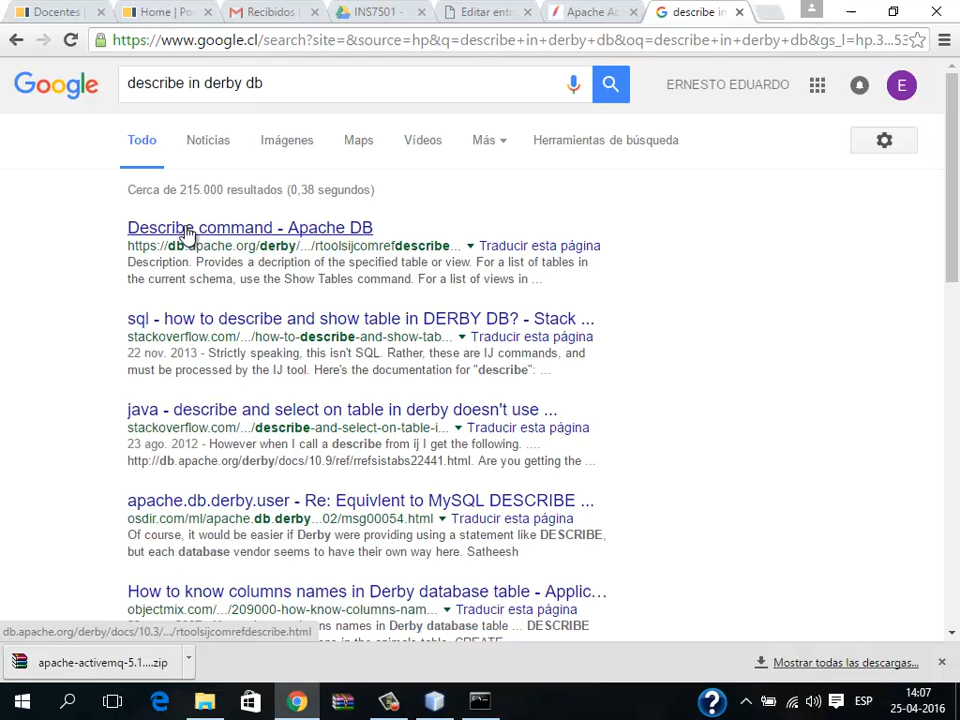 Documentos
Home | Po
Recibidos
INS7501 -
Editar ento
Apache Ac
describe in
https://www.google.cl/search?site=&source=hp&q=describe+in+derby+db&oq=describe+in+derby+db&gs_l=hp.3...53
Google
describe in derby db
ERNESTO EDUARDO
E
Todo
Noticias
Imágenes
Maps
Vídeos
Más
Herramientas de búsqueda
Cerca de 215.000 resultados (0,38 segundos)
Describe command - Apache DB
https://db.apache.org/derby/.../rtoolsijcomrefdescribe... Traducir esta página
Description. Provides a decription of the specified table or view. For a list of tables in
the current schema, use the Show Tables command. For a list of views in ...
sql - how to describe and show table in DERBY DB? - Stack ...
stackoverflow.com/.../how-to-describe-and-show-tab... Traducir esta página
22 nov. 2013 - Strictly speaking, this isn't SQL. Rather, these are IJ commands, and
must be processed by the IJ tool. Here's the documentation for "describe": ...
java - describe and select on table in derby doesn't use ...
stackoverflow.com/.../describe-and-select-on-table-i... Traducir esta página
23 ago. 2012 - However when I call a describe from ij I get the following. ....
http://db.apache.org/derby/docs/10.9/ref/rrefsistabs22441.html. Are you getting the ...
apache.db.derby.user - Re: Equivlent to MySQL DESCRIBE ...
osdir.com/ml/apache.db.derby...02/msg00054.html Traducir esta página
Of course, it would be easier if Derby were providing using a statement like DESCRIBE,
but each database vendor seems to have their own way here. Satheesh
How to know columns names in Derby database table - Applic...
objectmix.com/.../209000-how-know-columns-nam... Traducir esta página
ns names in Derby database table ... DESCRIBE
db.apache.org/derby/docs/10.3/.../rtoolsijcomrefdescribe.html
apache-activemq-5.1....zip
Mostrar todas las descargas...
ESP
14:07
25-04-2016